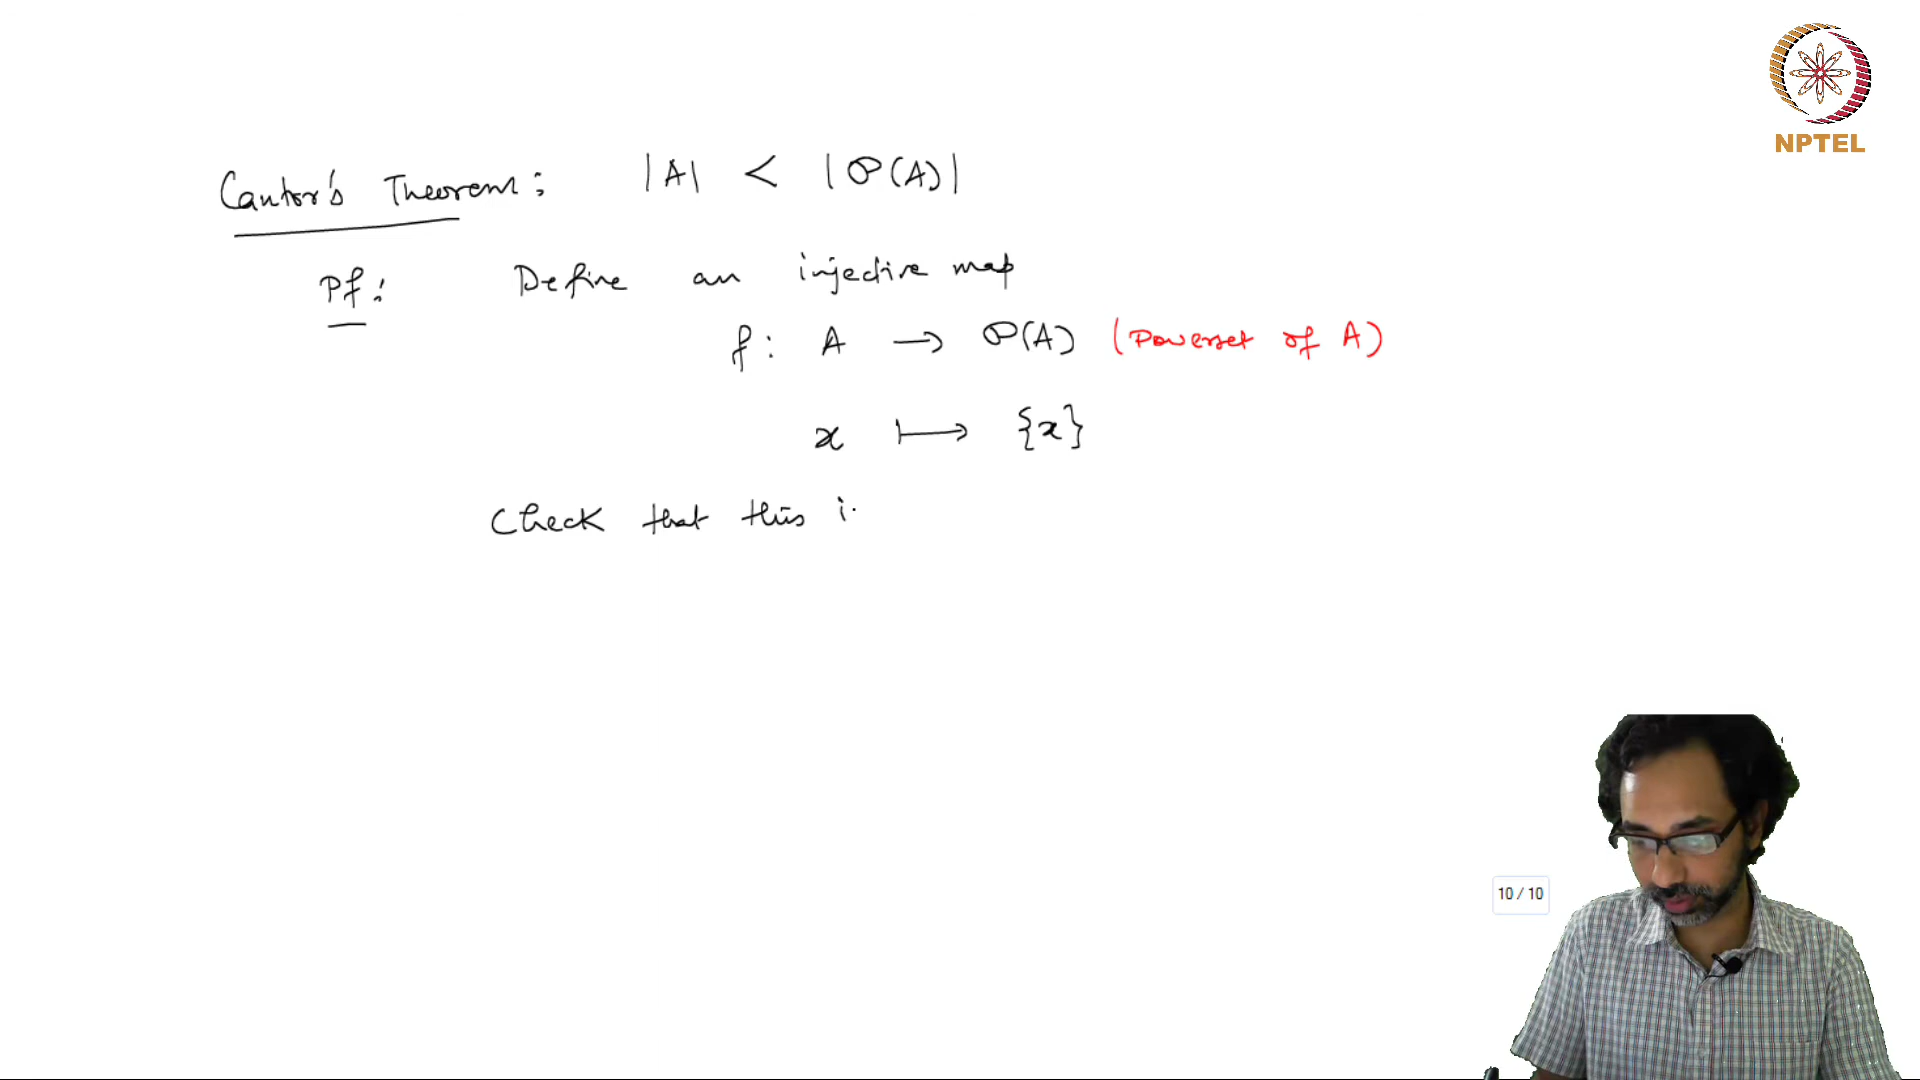 NPTEL
Cantor's Theorem: |A| < |℘(A)|
Pf: Define an injective map
f: A → ℘(A) (Powerset of A)
x ⟼ {x}
Check that this i
10 / 10